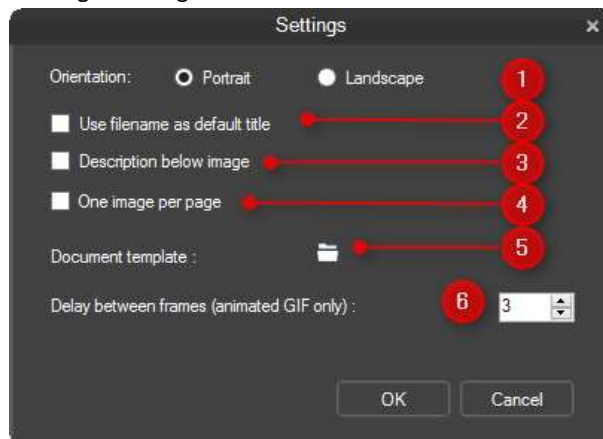 Settings
Orientation: Portrait Landscape 1
Use filename as default title 2
Description below image 3
One image per page 4
Document template : 5
Delay between frames (animated GIF only) : 6 3
OK Cancel